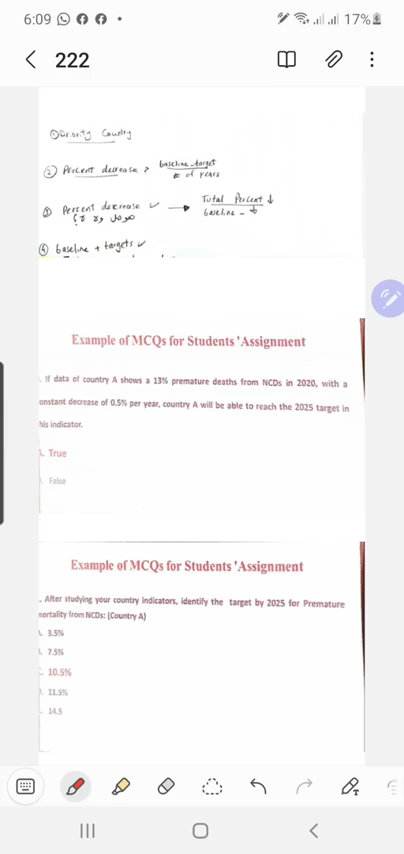 6:09
17%
222
① Priority Country
② Percent decrease > baseline - target
# of years
③ Percent decrease ✓ → Total Percent ↓
baseline -
④ baseline + targets ✓
Example of MCQs for Students 'Assignment
. If data of country A shows a 13% premature deaths from NCDs in 2020, with a
onstant decrease of 0.5% per year, country A will be able to reach the 2025 target in
his indicator.
. True
. False
Example of MCQs for Students 'Assignment
. After studying your country indicators, identify the target by 2025 for Premature
nortality from NCDs: (Country A)
. 3.5%
. 7.5%
. 10.5%
. 11.5%
. 14.5